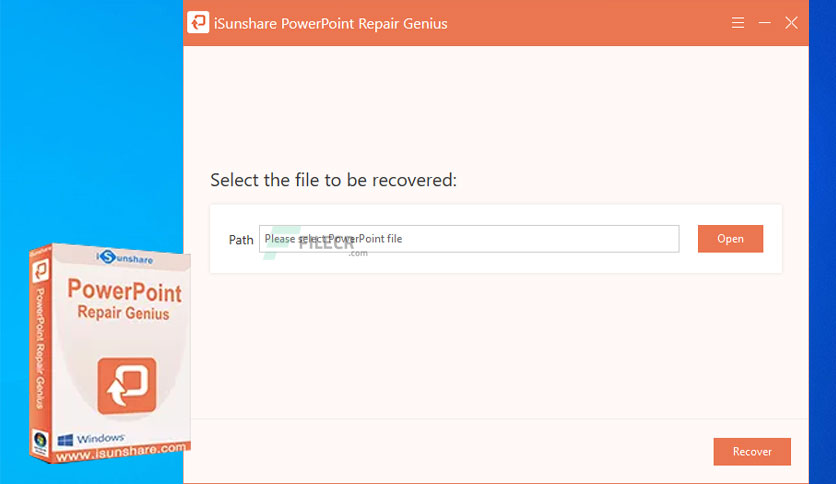 iSunshare PowerPoint Repair Genius
Select the file to be recovered:
Path
Please select PowerPoint file
Open
FILECR
.com
Recover
iSunshare
PowerPoint
Repair Genius
PowerPoint Repair Genius
Windows
www.isunshare.com